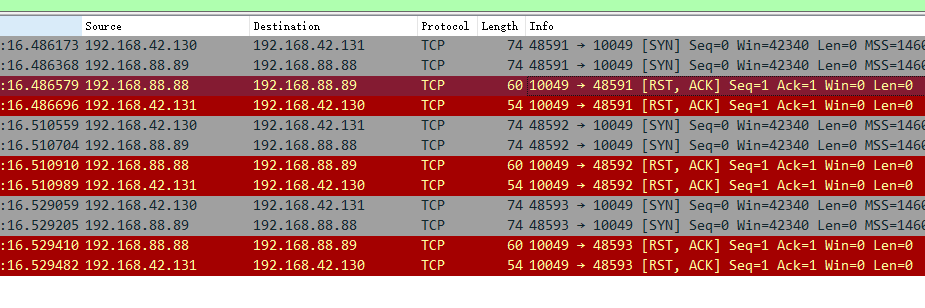 Source Destination Protocol Length Info
:16.486173 192.168.42.130 192.168.42.131 TCP 74 48591 → 10049 [SYN] Seq=0 Win=42340 Len=0 MSS=1460
:16.486368 192.168.88.89 192.168.88.88 TCP 74 48591 → 10049 [SYN] Seq=0 Win=42340 Len=0 MSS=1460
:16.486579 192.168.88.88 192.168.88.89 TCP 60 10049 → 48591 [RST, ACK] Seq=1 Ack=1 Win=0 Len=0
:16.486696 192.168.42.131 192.168.42.130 TCP 54 10049 → 48591 [RST, ACK] Seq=1 Ack=1 Win=0 Len=0
:16.510559 192.168.42.130 192.168.42.131 TCP 74 48592 → 10049 [SYN] Seq=0 Win=42340 Len=0 MSS=1460
:16.510704 192.168.88.89 192.168.88.88 TCP 74 48592 → 10049 [SYN] Seq=0 Win=42340 Len=0 MSS=1460
:16.510910 192.168.88.88 192.168.88.89 TCP 60 10049 → 48592 [RST, ACK] Seq=1 Ack=1 Win=0 Len=0
:16.510989 192.168.42.131 192.168.42.130 TCP 54 10049 → 48592 [RST, ACK] Seq=1 Ack=1 Win=0 Len=0
:16.529059 192.168.42.130 192.168.42.131 TCP 74 48593 → 10049 [SYN] Seq=0 Win=42340 Len=0 MSS=1460
:16.529205 192.168.88.89 192.168.88.88 TCP 74 48593 → 10049 [SYN] Seq=0 Win=42340 Len=0 MSS=1460
:16.529410 192.168.88.88 192.168.88.89 TCP 60 10049 → 48593 [RST, ACK] Seq=1 Ack=1 Win=0 Len=0
:16.529482 192.168.42.131 192.168.42.130 TCP 54 10049 → 48593 [RST, ACK] Seq=1 Ack=1 Win=0 Len=0